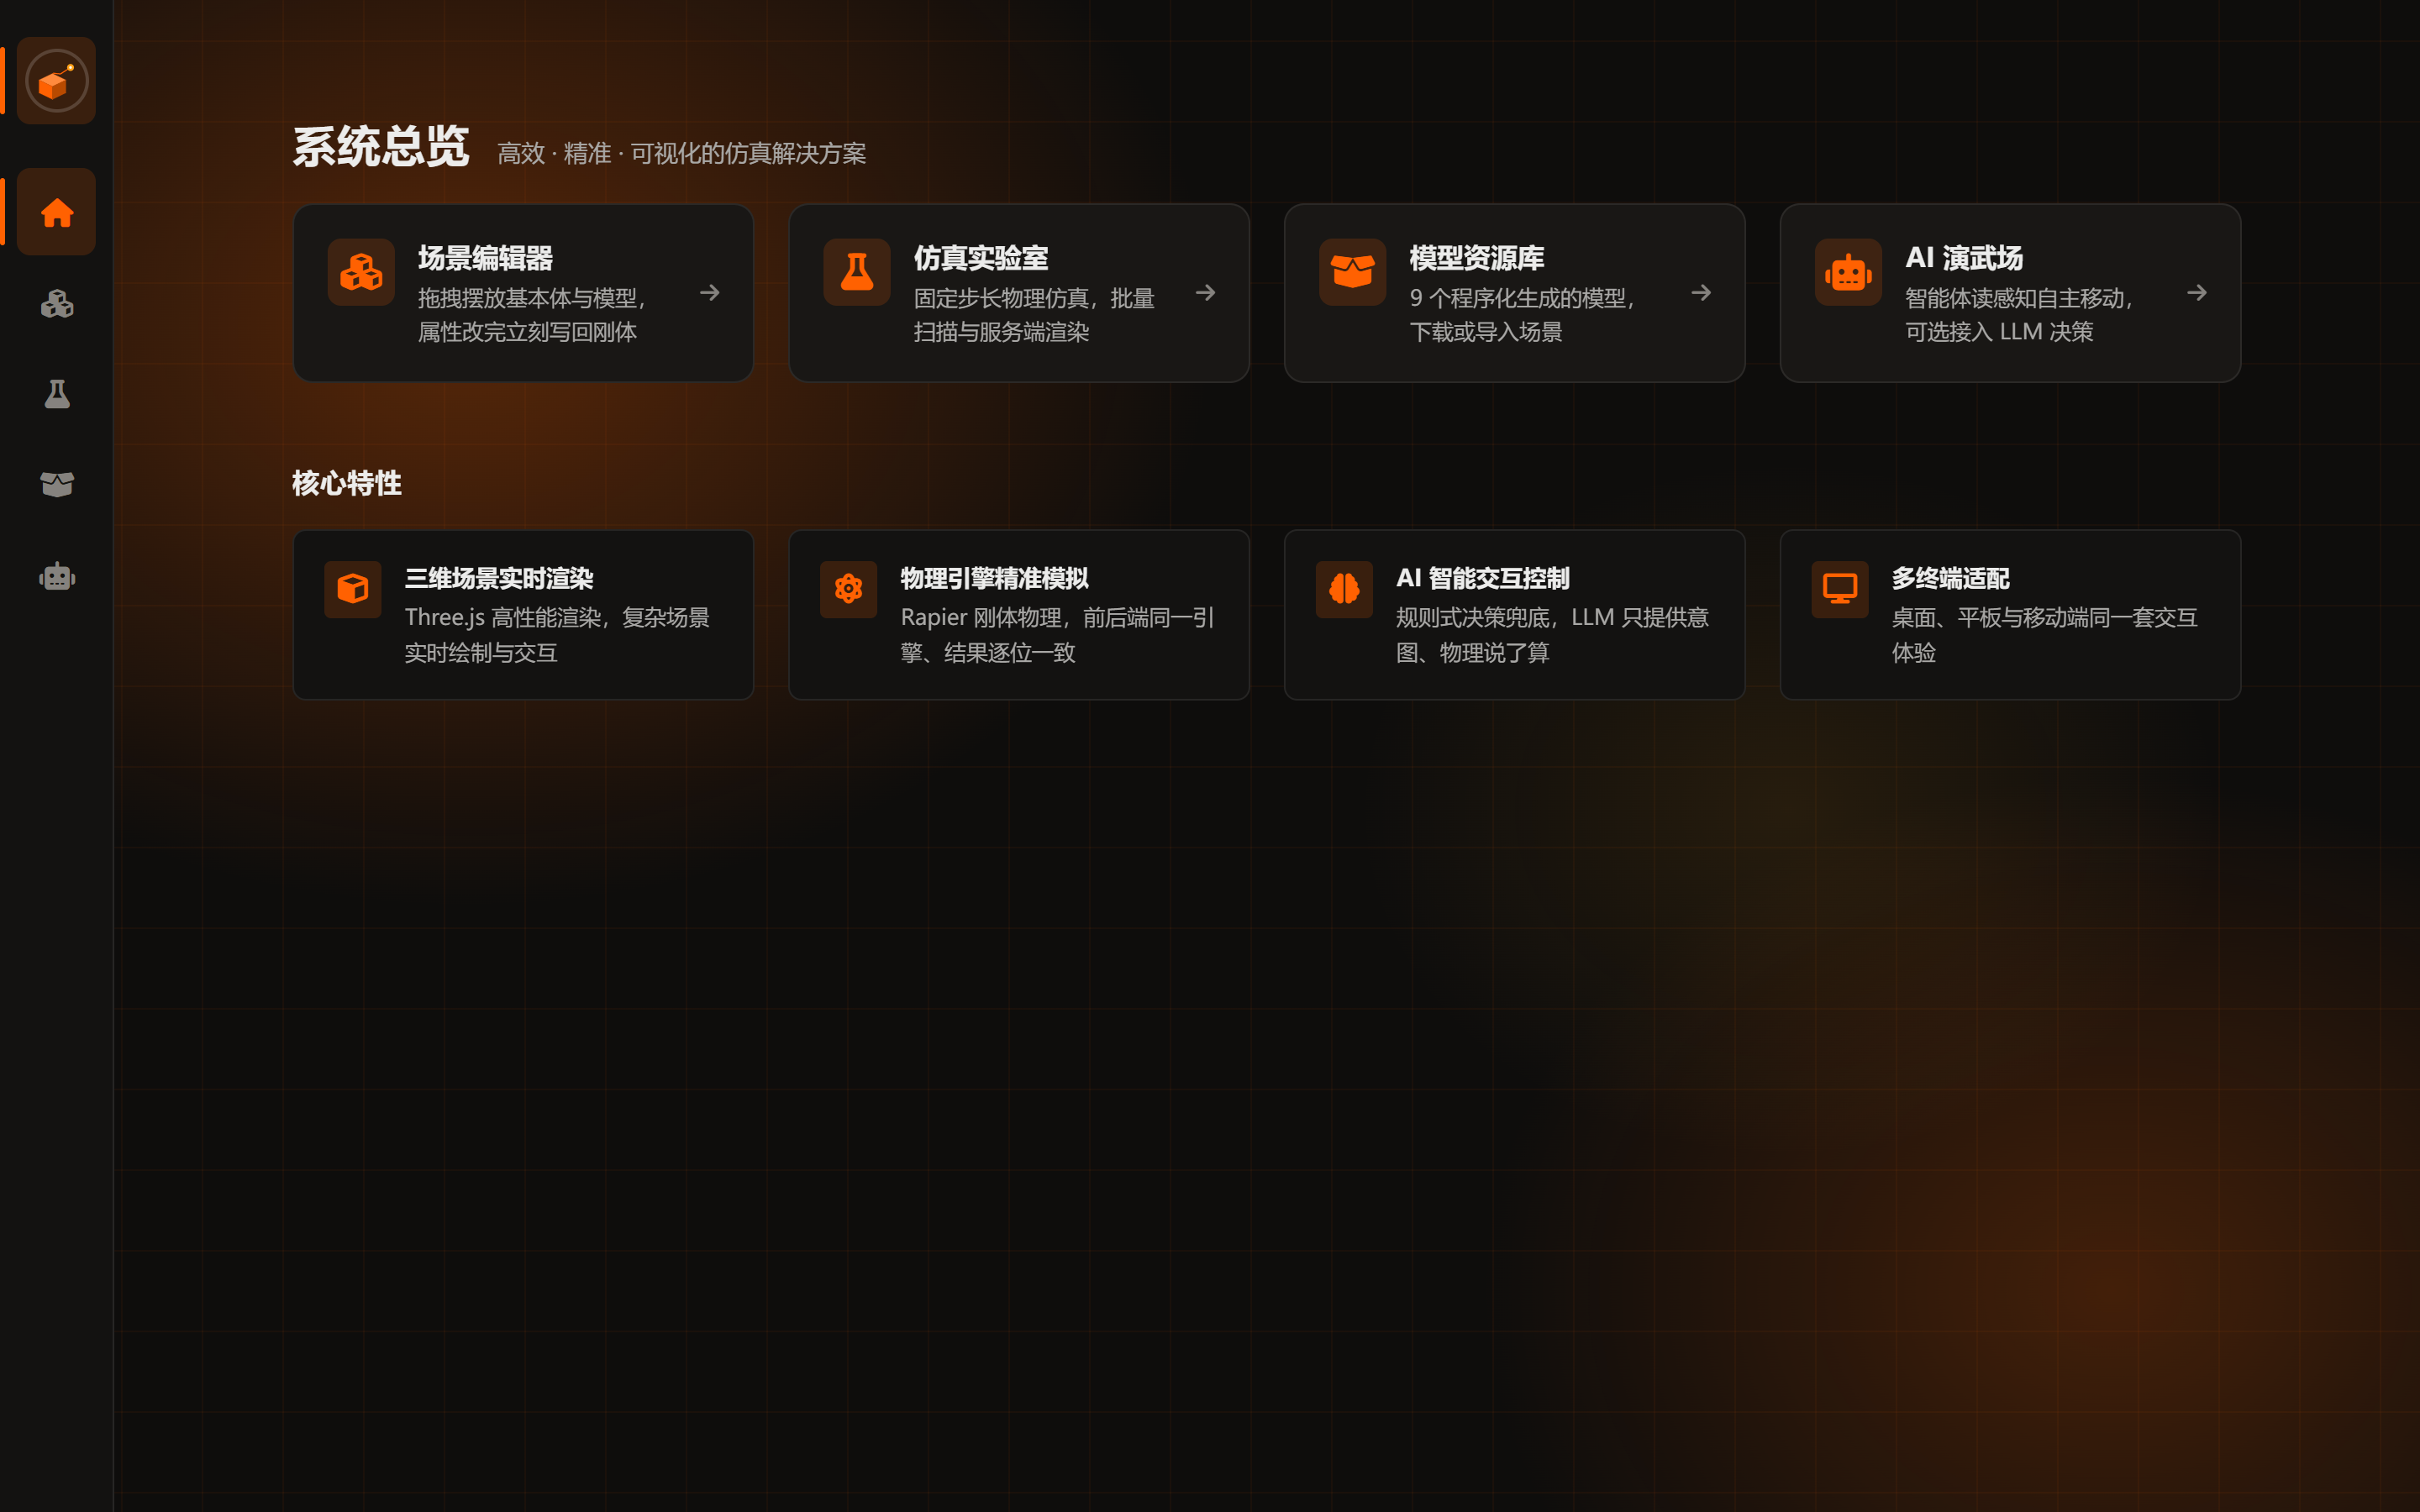 系统总览 高效 · 精准 · 可视化的仿真解决方案
场景编辑器
拖拽摆放基本体与模型，
属性改完立刻写回刚体
仿真实验室
固定步长物理仿真，批量
扫描与服务端渲染
模型资源库
9 个程序化生成的模型，
下载或导入场景
AI 演武场
智能体读感知自主移动，
可选接入 LLM 决策
核心特性
三维场景实时渲染
Three.js 高性能渲染，复杂场景
实时绘制与交互
物理引擎精准模拟
Rapier 刚体物理，前后端同一引
擎、结果逐位一致
AI 智能交互控制
规则式决策兜底，LLM 只提供意
图、物理说了算
多终端适配
桌面、平板与移动端同一套交互
体验